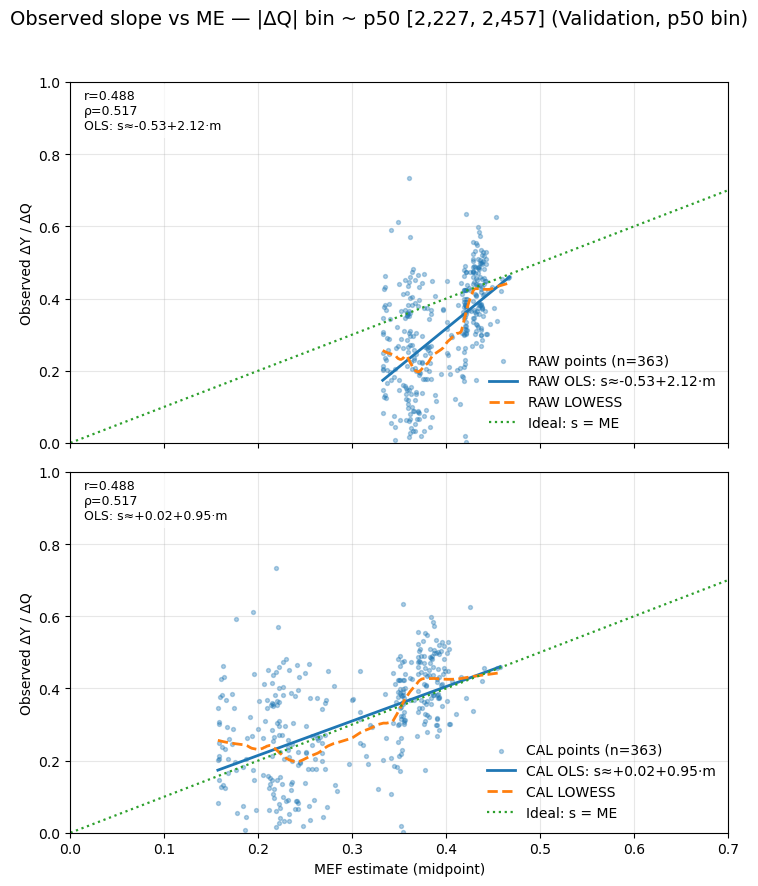 Observed slope vs ME — |ΔQ| bin ~ p50 [2,227, 2,457] (Validation, p50 bin)
1.0
0.8
0.6
0.4
0.2
0.0
Observed ΔY / ΔQ
r=0.488
ρ=0.517
OLS: s≈-0.53+2.12·m
RAW points (n=363)
RAW OLS: s≈-0.53+2.12·m
RAW LOWESS
Ideal: s = ME
1.0
0.8
0.6
0.4
0.2
0.0
Observed ΔY / ΔQ
r=0.488
ρ=0.517
OLS: s≈+0.02+0.95·m
CAL points (n=363)
CAL OLS: s≈+0.02+0.95·m
CAL LOWESS
Ideal: s = ME
0.0 0.1 0.2 0.3 0.4 0.5 0.6 0.7
MEF estimate (midpoint)